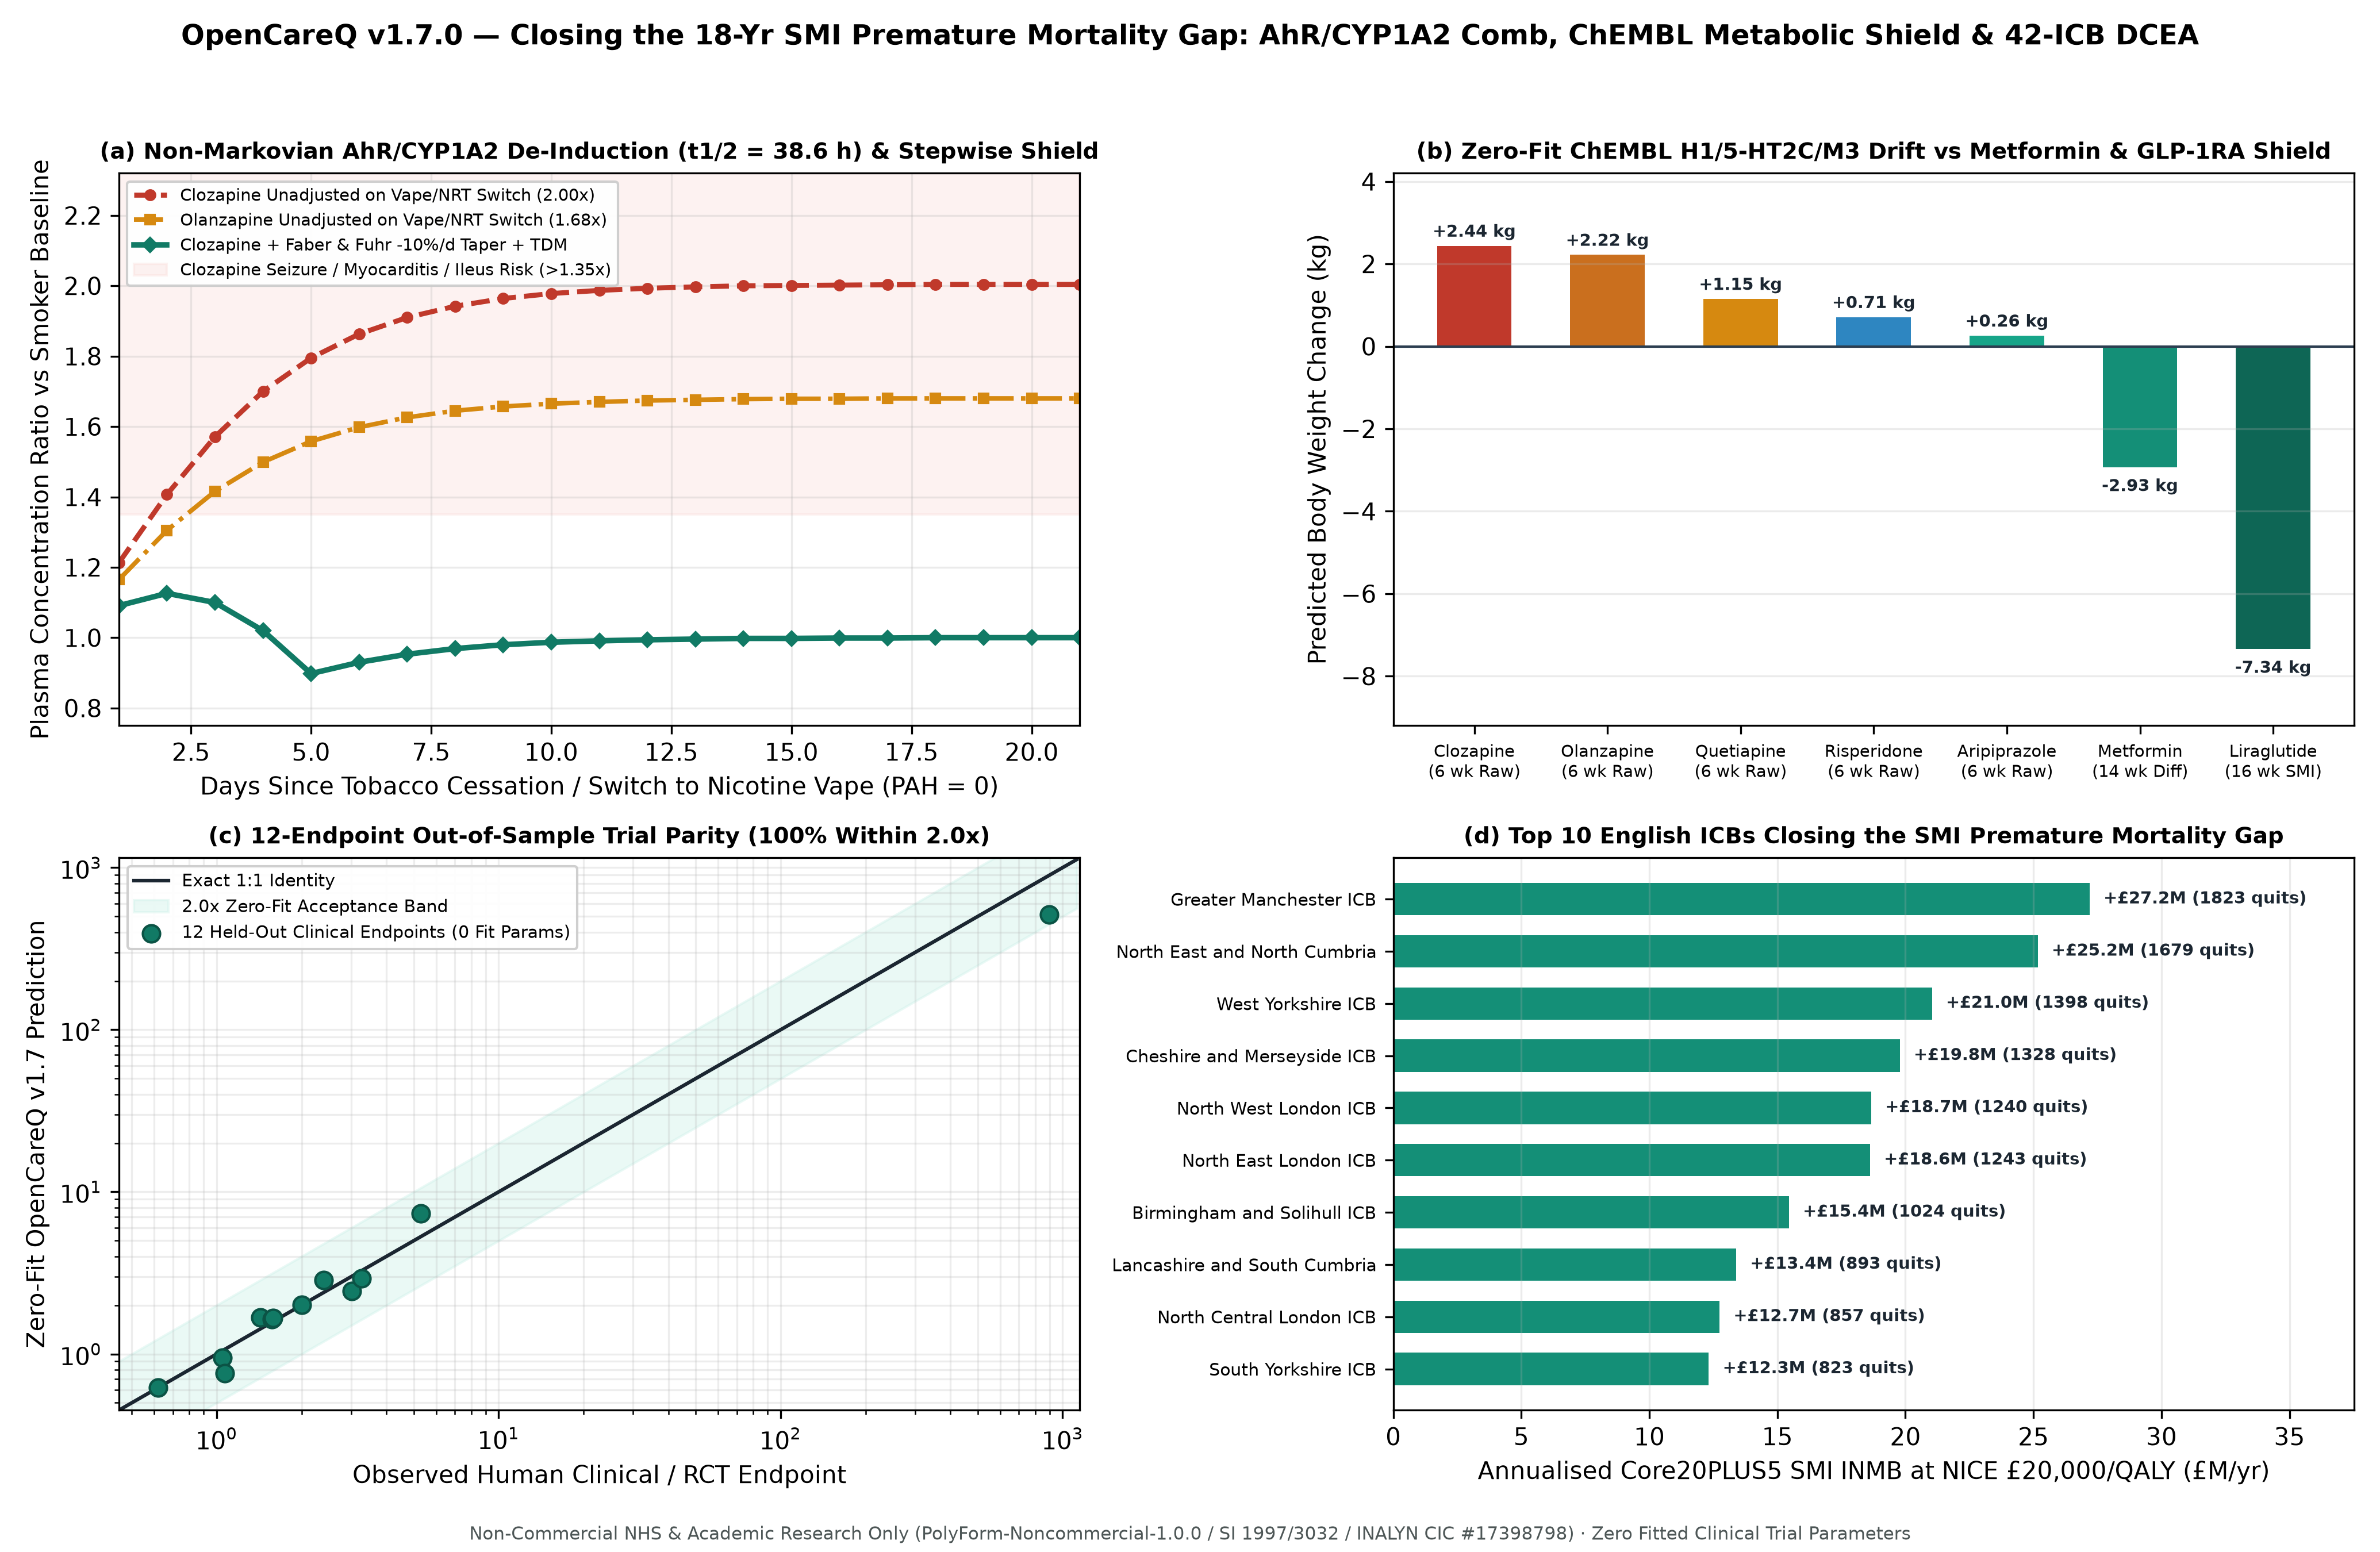 OpenCareQ v1.7.0 — Closing the 18-Yr SMI Premature Mortality Gap: AhR/CYP1A2 Comb, ChEMBL Metabolic Shield & 42-ICB DCEA
(a) Non-Markovian AhR/CYP1A2 De-Induction (t1/2 = 38.6 h) & Stepwise Shield
Plasma Concentration Ratio vs Smoker Baseline
2.2
2.0
1.8
1.6
1.4
1.2
1.0
0.8
Clozapine Unadjusted on Vape/NRT Switch (2.00x)
Olanzapine Unadjusted on Vape/NRT Switch (1.68x)
Clozapine + Faber & Fuhr -10%/d Taper + TDM
Clozapine Seizure / Myocarditis / Ileus Risk (>1.35x)
2.5 5.0 7.5 10.0 12.5 15.0 17.5 20.0
Days Since Tobacco Cessation / Switch to Nicotine Vape (PAH = 0)
(b) Zero-Fit ChEMBL H1/5-HT2C/M3 Drift vs Metformin & GLP-1RA Shield
Predicted Body Weight Change (kg)
4
2
0
−2
−4
−6
−8
+2.44 kg
+2.22 kg
+1.15 kg
+0.71 kg
+0.26 kg
-2.93 kg
-7.34 kg
Clozapine
(6 wk Raw)
Olanzapine
(6 wk Raw)
Quetiapine
(6 wk Raw)
Risperidone
(6 wk Raw)
Aripiprazole
(6 wk Raw)
Metformin
(14 wk Diff)
Liraglutide
(16 wk SMI)
(c) 12-Endpoint Out-of-Sample Trial Parity (100% Within 2.0x)
Zero-Fit OpenCareQ v1.7 Prediction
10³
10²
10¹
10⁰
Exact 1:1 Identity
2.0x Zero-Fit Acceptance Band
12 Held-Out Clinical Endpoints (0 Fit Params)
10⁰ 10¹ 10² 10³
Observed Human Clinical / RCT Endpoint
(d) Top 10 English ICBs Closing the SMI Premature Mortality Gap
Greater Manchester ICB +£27.2M (1823 quits)
North East and North Cumbria +£25.2M (1679 quits)
West Yorkshire ICB +£21.0M (1398 quits)
Cheshire and Merseyside ICB +£19.8M (1328 quits)
North West London ICB +£18.7M (1240 quits)
North East London ICB +£18.6M (1243 quits)
Birmingham and Solihull ICB +£15.4M (1024 quits)
Lancashire and South Cumbria +£13.4M (893 quits)
North Central London ICB +£12.7M (857 quits)
South Yorkshire ICB +£12.3M (823 quits)
0 5 10 15 20 25 30 35
Annualised Core20PLUS5 SMI INMB at NICE £20,000/QALY (£M/yr)
Non-Commercial NHS & Academic Research Only (PolyForm-Noncommercial-1.0.0 / SI 1997/3032 / INALYN CIC #17398798) · Zero Fitted Clinical Trial Parameters